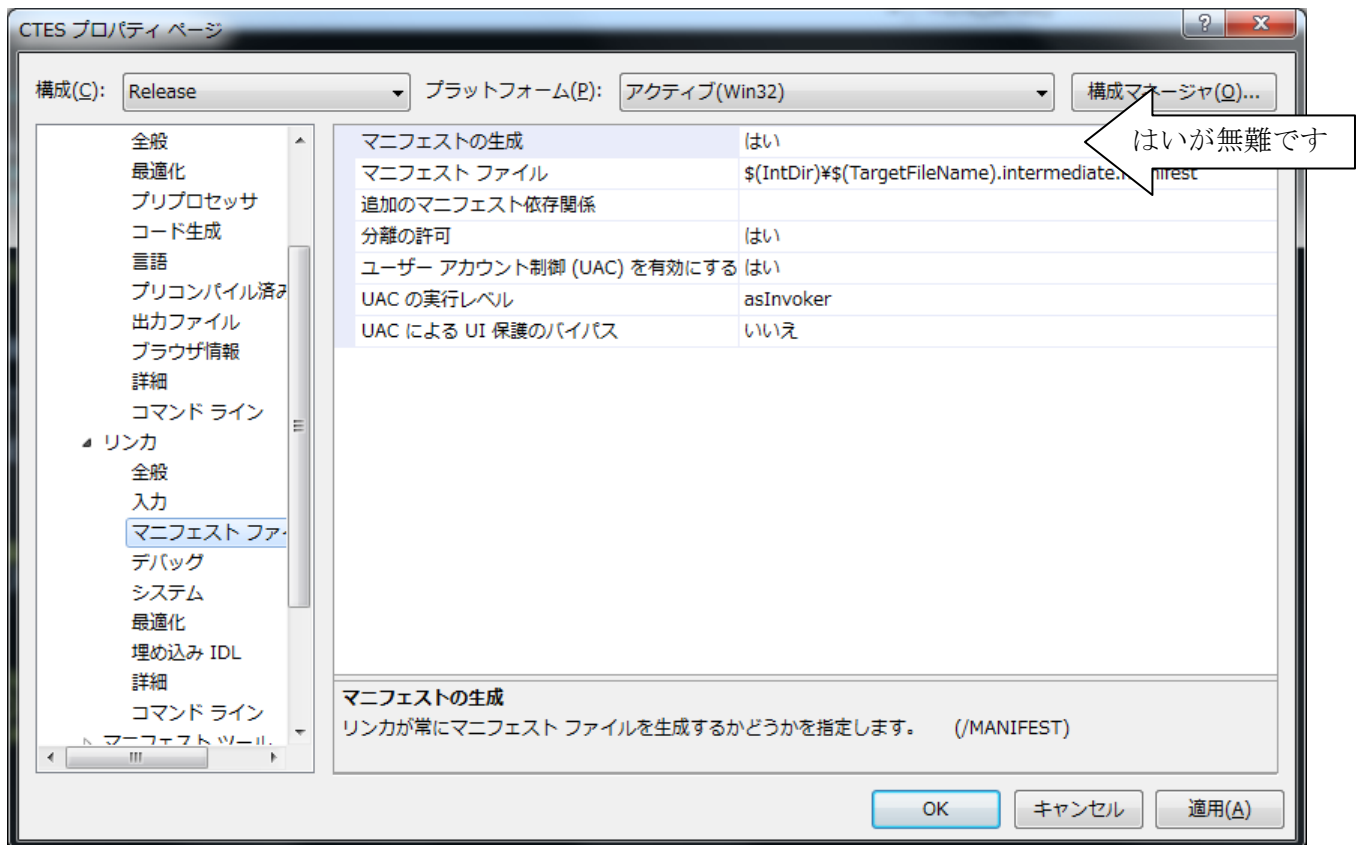 CTES プロパティ ページ
構成(C): Release プラットフォーム(P): アクティブ(Win32) 構成マネージャ(O)...
はいが無難です
全般
最適化
プリプロセッサ
コード生成
言語
プリコンパイル済み
出力ファイル
ブラウザ情報
詳細
コマンド ライン
リンカ
全般
入力
マニフェスト ファイ
デバッグ
システム
最適化
埋め込み IDL
詳細
コマンド ライン
マニフェスト ツール
マニフェストの生成 はい
マニフェスト ファイル $(IntDir)¥$(TargetFileName).intermediate.manifest
追加のマニフェスト依存関係
分離の許可 はい
ユーザー アカウント制御 (UAC) を有効にする はい
UAC の実行レベル asInvoker
UAC による UI 保護のバイパス いいえ
マニフェストの生成
リンカが常にマニフェスト ファイルを生成するかどうかを指定します。 (/MANIFEST)
OK キャンセル 適用(A)